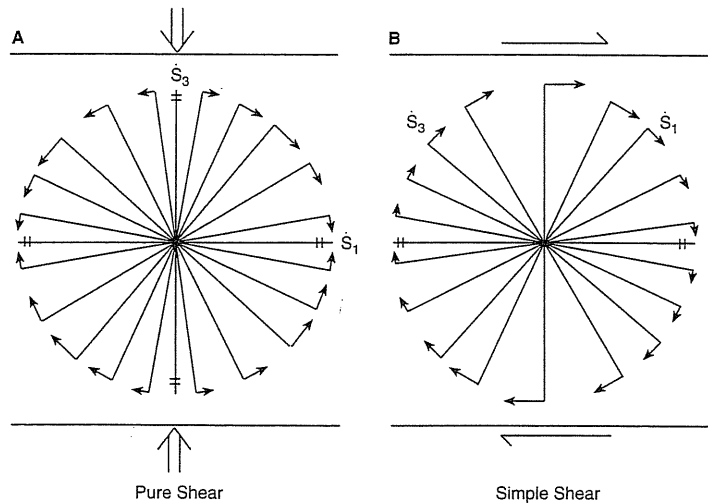 A
Ṡ3
Ṡ1
Pure Shear
B
Ṡ3
Ṡ1
Simple Shear